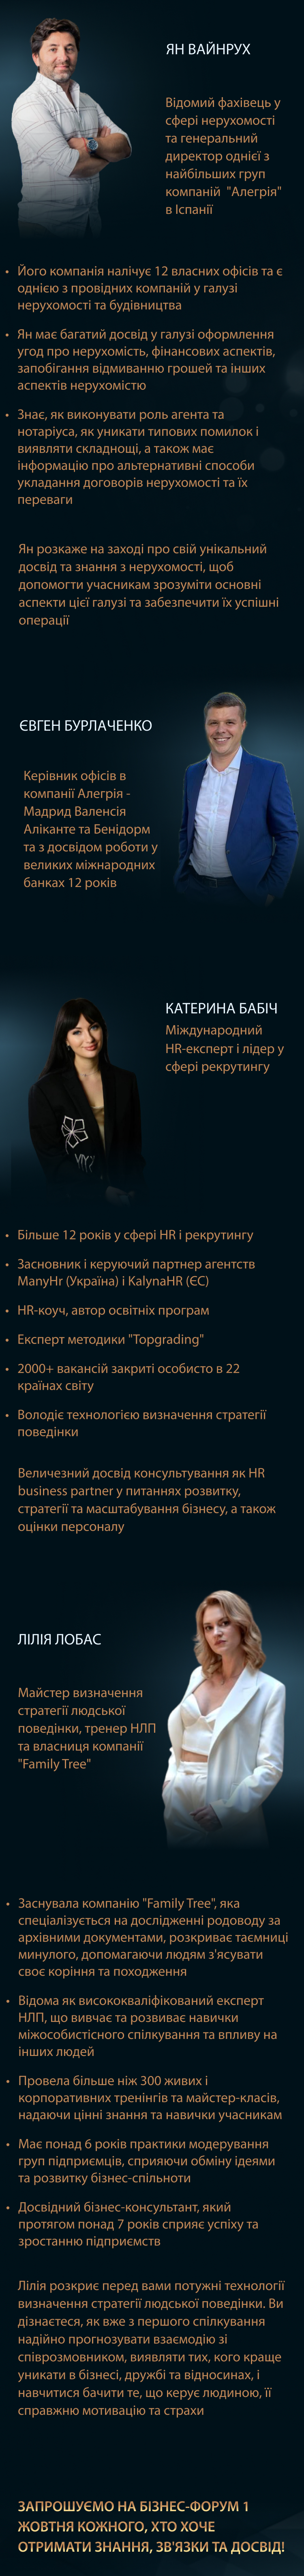 ЯН ВАЙНРУХ
Відомий фахівець у
сфері нерухомості
та генеральний
директор однієї з
найбільших груп
компаній "Алегрія"
в Іспанії
• Його компанія налічує 12 власних офісів та є
однією з провідних компаній у галузі
нерухомості та будівництва
• Ян має багатий досвід у галузі оформлення
угод про нерухомість, фінансових аспектів,
запобігання відмиванню грошей та інших
аспектів нерухомістю
• Знає, як виконувати роль агента та
нотаріуса, як уникати типових помилок і
виявляти складнощі, а також має
інформацію про альтернативні способи
укладання договорів нерухомості та їх
переваги
Ян розкаже на заході про свій унікальний
досвід та знання з нерухомості, щоб
допомогти учасникам зрозуміти основні
аспекти цієї галузі та забезпечити їх успішні
операції
ЄВГЕН БУРЛАЧЕНКО
Керівник офісів в
компанії Алегрія -
Мадрид Валенсія
Аліканте та Бенідорм
та з досвідом роботи у
великих міжнародних
банках 12 років
КАТЕРИНА БАБІЧ
Міждународний
HR-експерт і лідер у
сфері рекрутингу
• Більше 12 років у сфері HR і рекрутингу
• Засновник і керуючий партнер агентств
ManyHr (Україна) і KalynaHR (ЄС)
• HR-коуч, автор освітніх програм
• Експерт методики "Topgrading"
• 2000+ вакансій закриті особисто в 22
країнах світу
• Володіє технологією визначення стратегії
поведінки
Величезний досвід консультування як HR
business partner у питаннях розвитку,
стратегії та масштабування бізнесу, а також
оцінки персоналу
ЛІЛІЯ ЛОБАС
Майстер визначення
стратегії людської
поведінки, тренер НЛП
та власниця компанії
"Family Tree"
• Заснувала компанію "Family Tree", яка
спеціалізується на дослідженні родоводу за
архівними документами, розкриває таємниці
минулого, допомагаючи людям з'ясувати
своє коріння та походження
• Відома як висококваліфікований експерт
НЛП, що вивчає та розвиває навички
міжособистісного спілкування та впливу на
інших людей
• Провела більше ніж 300 живих і
корпоративних тренінгів та майстер-класів,
надаючи цінні знання та навички учасникам
• Має понад 6 років практики модерування
груп підприємців, сприяючи обміну ідеями
та розвитку бізнес-спільноти
• Досвідний бізнес-консультант, який
протягом понад 7 років сприяє успіху та
зростанню підприємств
Лілія розкриє перед вами потужні технології
визначення стратегії людської поведінки. Ви
дізнаєтеся, як вже з першого спілкування
надійно прогнозувати взаємодію зі
співрозмовником, виявляти тих, кого краще
уникати в бізнесі, дружбі та відносинах, і
навчитися бачити те, що керує людиною, її
справжню мотивацію та страхи
ЗАПРОШУЄМО НА БІЗНЕС-ФОРУМ 1
ЖОВТНЯ КОЖНОГО, ХТО ХОЧЕ
ОТРИМАТИ ЗНАННЯ, ЗВ'ЯЗКИ ТА ДОСВІД!